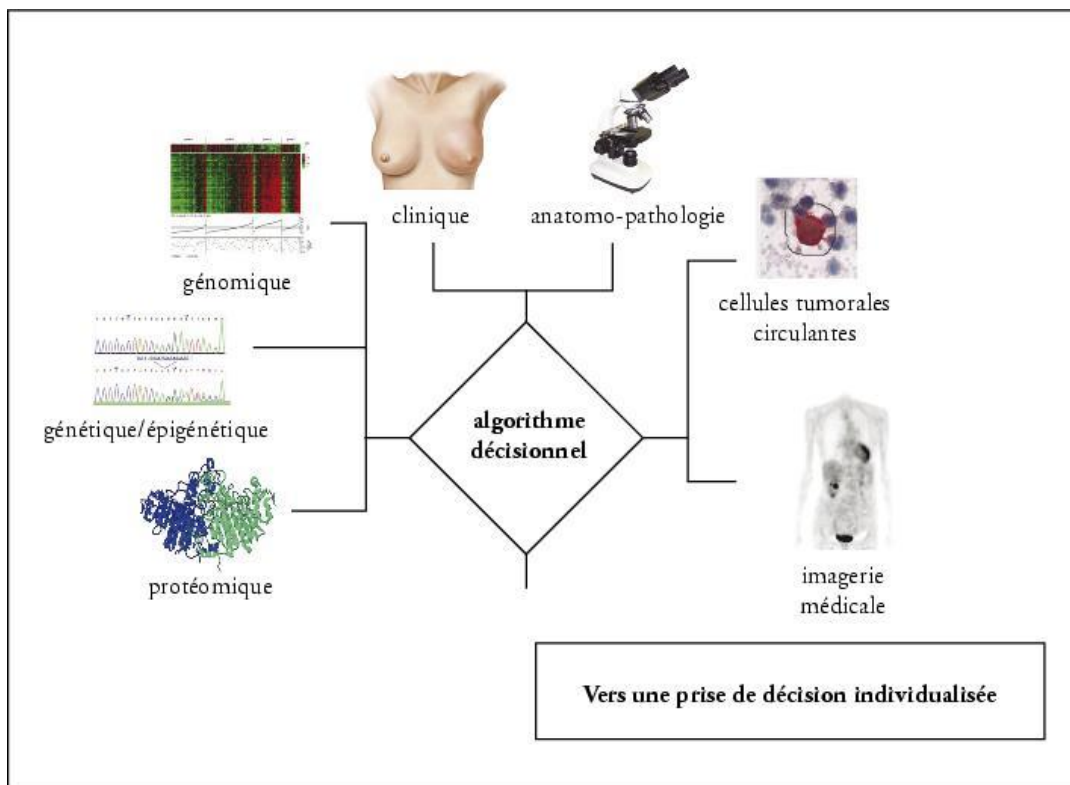 clinique
anatomo-pathologie
génomique
cellules tumorales
circulantes
génétique/épigénétique
algorithme
décisionnel
protéomique
imagerie
médicale
Vers une prise de décision individualisée